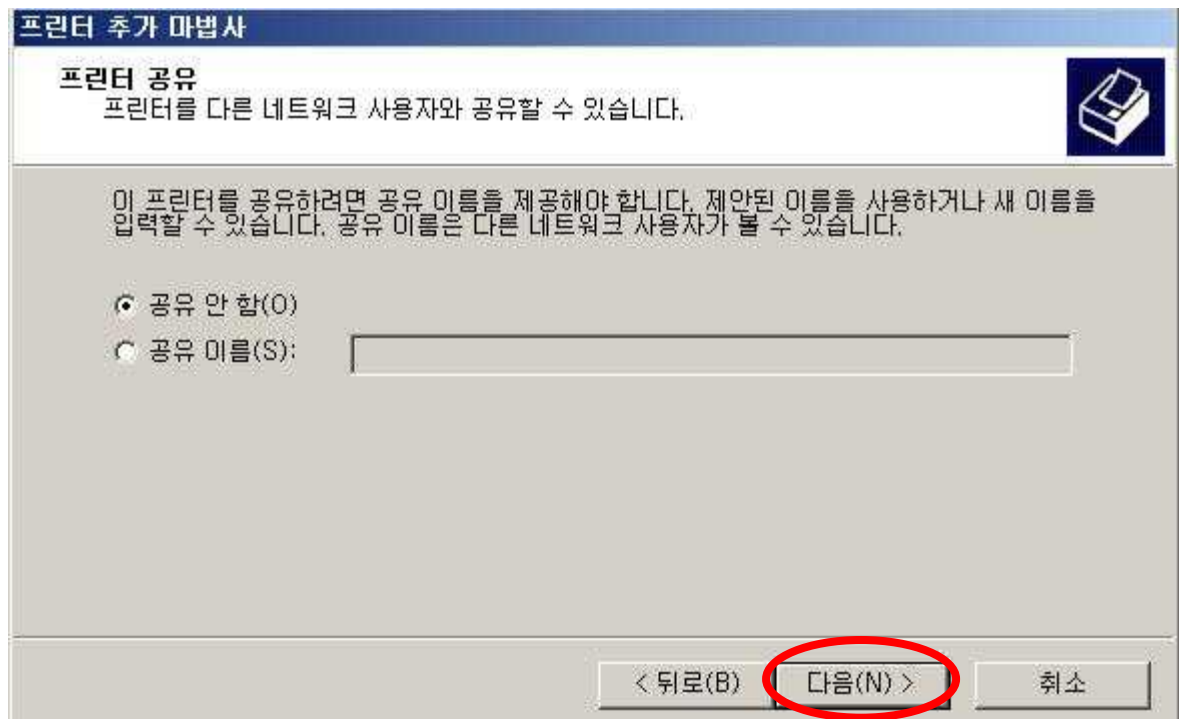 프린터 추가 마법사
프린터 공유
프린터를 다른 네트워크 사용자와 공유할 수 있습니다.
이 프린터를 공유하려면 공유 이름을 제공해야 합니다. 제안된 이름을 사용하거나 새 이름을
입력할 수 있습니다. 공유 이름은 다른 네트워크 사용자가 볼 수 있습니다.
공유 안 함(O)
공유 이름(S):
< 뒤로(B) 다음(N) > 취소